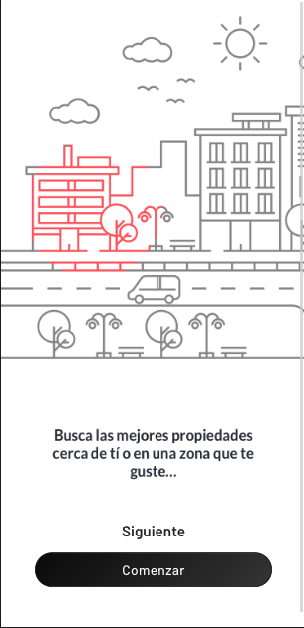 Busca las mejores propiedades
cerca de tí o en una zona que te
guste...
Siguiente
Comenzar